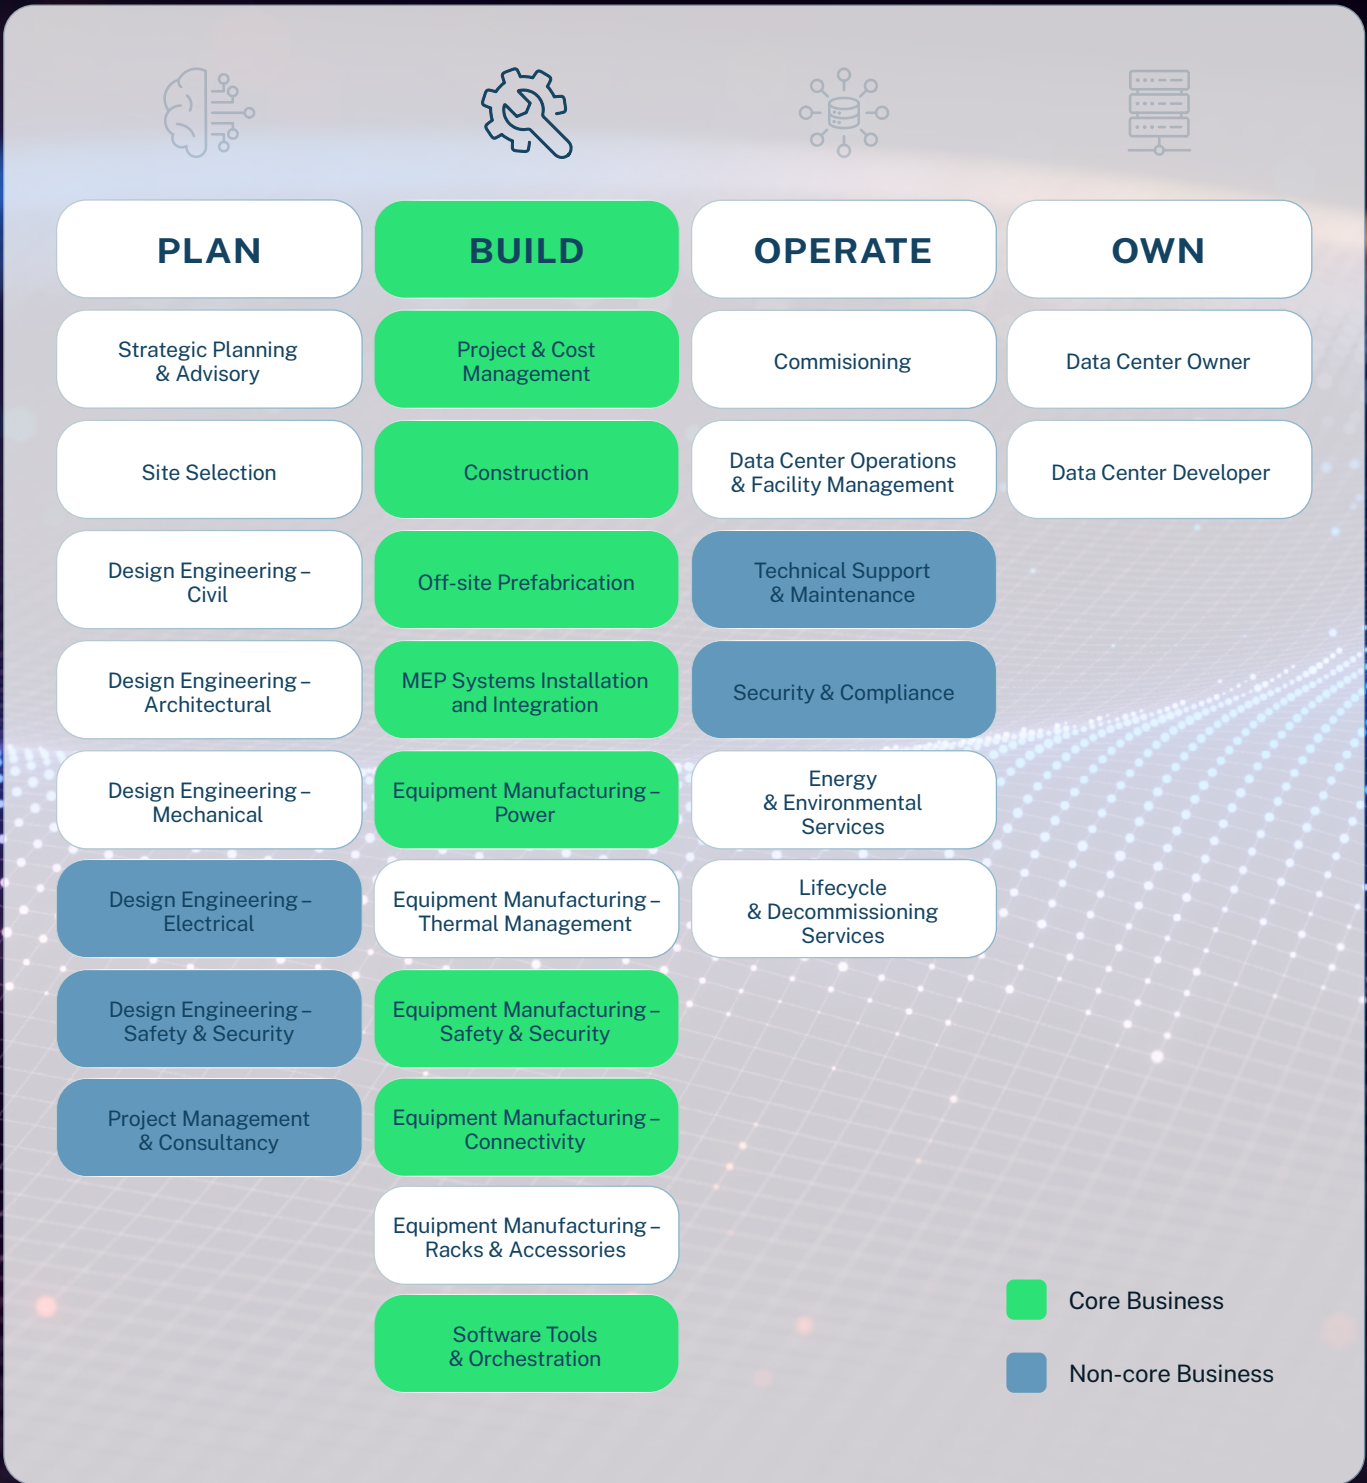 PLAN
Strategic Planning
& Advisory
Site Selection
Design Engineering –
Civil
Design Engineering –
Architectural
Design Engineering –
Mechanical
Design Engineering –
Electrical
Design Engineering –
Safety & Security
Project Management
& Consultancy
BUILD
Project & Cost
Management
Construction
Off-site Prefabrication
MEP Systems Installation
and Integration
Equipment Manufacturing –
Power
Equipment Manufacturing –
Thermal Management
Equipment Manufacturing –
Safety & Security
Equipment Manufacturing –
Connectivity
Equipment Manufacturing –
Racks & Accessories
Software Tools
& Orchestration
OPERATE
Commisioning
Data Center Operations
& Facility Management
Technical Support
& Maintenance
Security & Compliance
Energy
& Environmental
Services
Lifecycle
& Decommissioning
Services
OWN
Data Center Owner
Data Center Developer
Core Business
Non-core Business